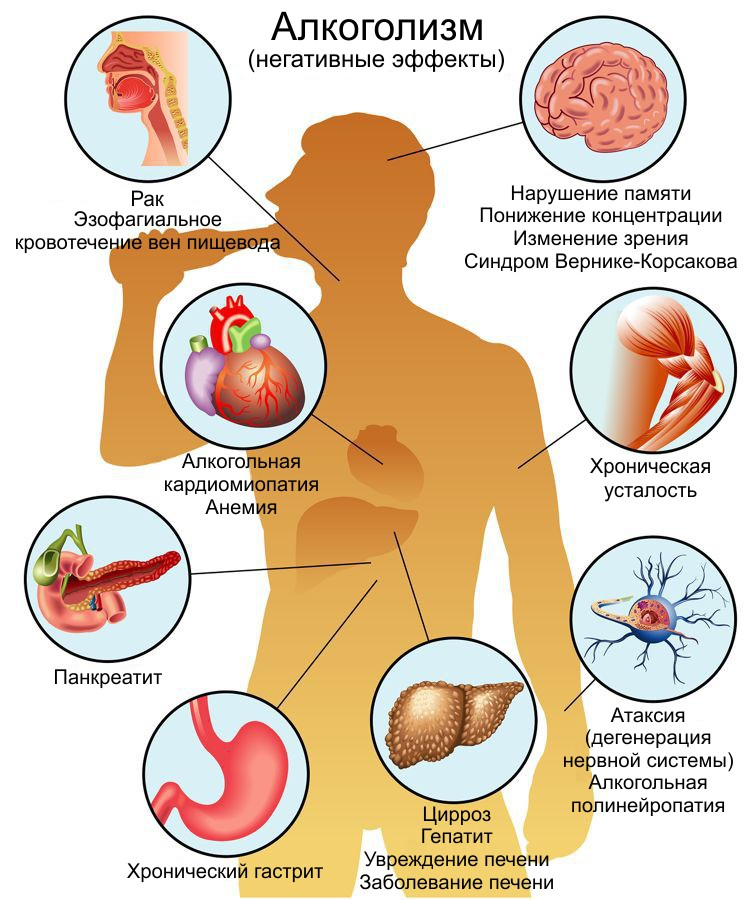 Алкоголизм
(негативные эффекты)
Рак
Эзофагиальное
кровотечение вен пищевода
Нарушение памяти
Понижение концентрации
Изменение зрения
Синдром Вернике-Корсакова
Алкогольная
кардиомиопатия
Анемия
Хроническая
усталость
Панкреатит
Атаксия
(дегенерация
нервной системы)
Алкогольная
полинейропатия
Хронический гастрит
Цирроз
Гепатит
Увреждение печени
Заболевание печени